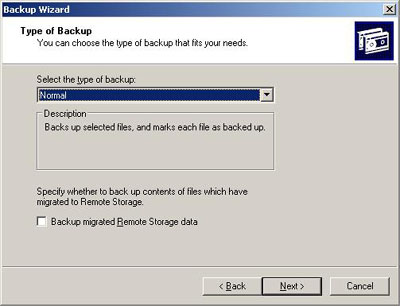 Backup Wizard
Type of Backup
You can choose the type of backup that fits your needs.
Select the type of backup:
Normal
Description
Backs up selected files, and marks each file as backed up.
Specify whether to back up contents of files which have
migrated to Remote Storage.
Backup migrated Remote Storage data
< Back
Next >
Cancel